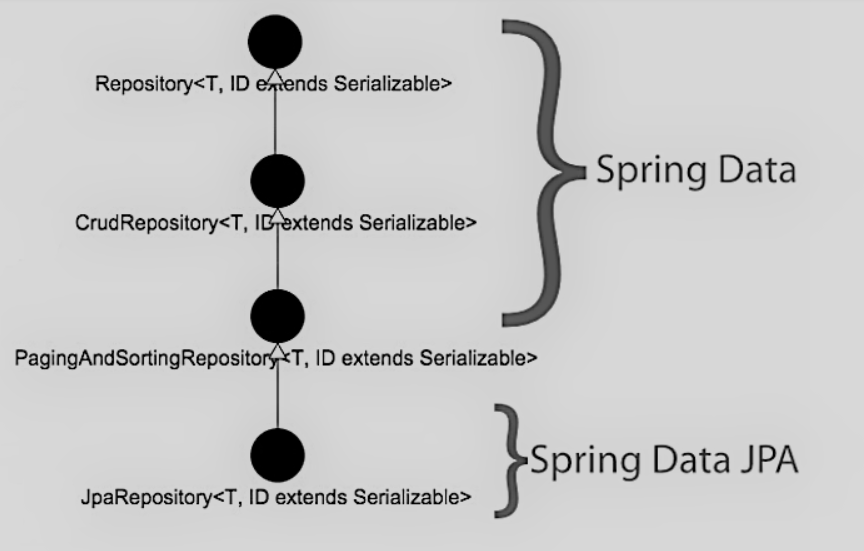 Repository<T, ID extends Serializable>
Spring Data
CrudRepository<T, ID extends Serializable>
PagingAndSortingRepository<T, ID extends Serializable>
Spring Data JPA
JpaRepository<T, ID extends Serializable>